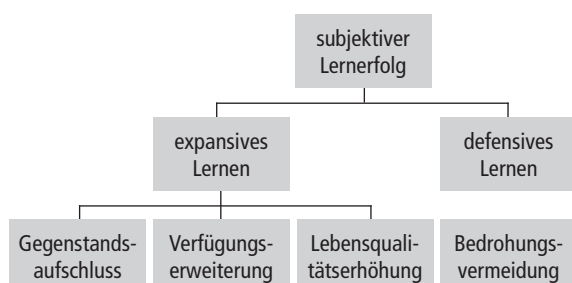 subjektiver
Lernerfolg
expansives
Lernen
defensives
Lernen
Gegenstands-
aufschluss
Verfügungs-
erweiterung
Lebensquali-
tätserhöhung
Bedrohungs-
vermeidung